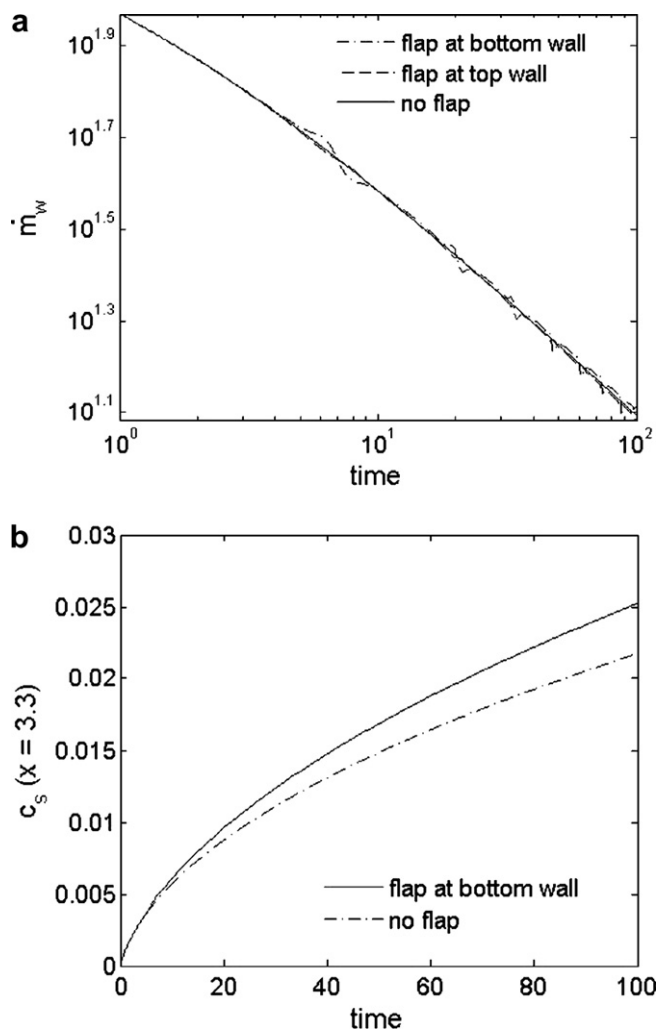 a
flap at bottom wall
flap at top wall
no flap
10^1.9
10^1.7
10^1.5
10^1.3
10^1.1
ṁ_w
10^0
10^1
10^2
time
b
0.03
0.025
0.02
0.015
0.01
0.005
0
c_s (x = 3.3)
flap at bottom wall
no flap
0
20
40
60
80
100
time